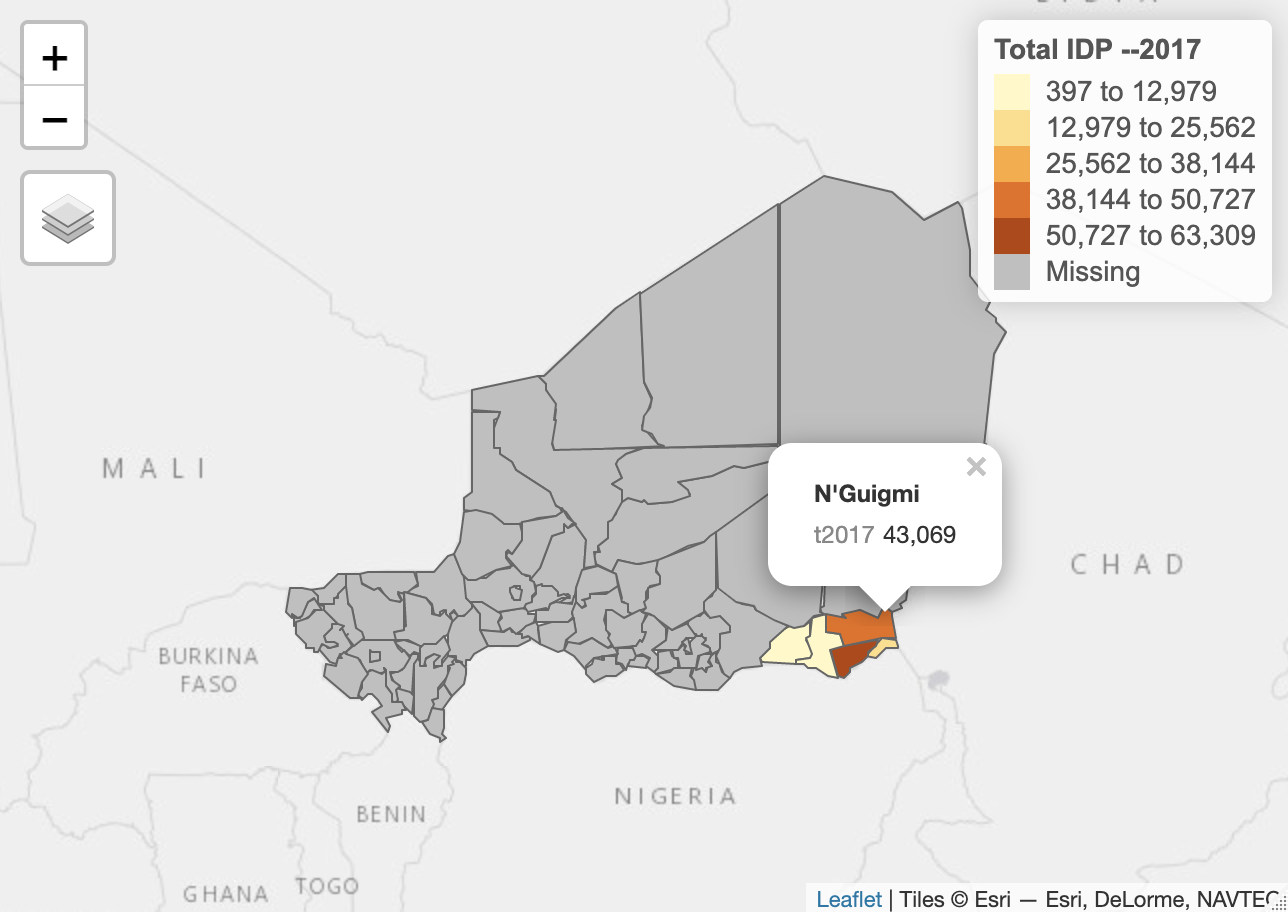 +
−
Total IDP --2017
397 to 12,979
12,979 to 25,562
25,562 to 38,144
38,144 to 50,727
50,727 to 63,309
Missing
MALI
×
N'Guigmi
t2017 43,069
CHAD
BURKINA
FASO
NIGERIA
BENIN
GHANA
TOGO
Leaflet | Tiles © Esri — Esri, DeLorme, NAVTEQ